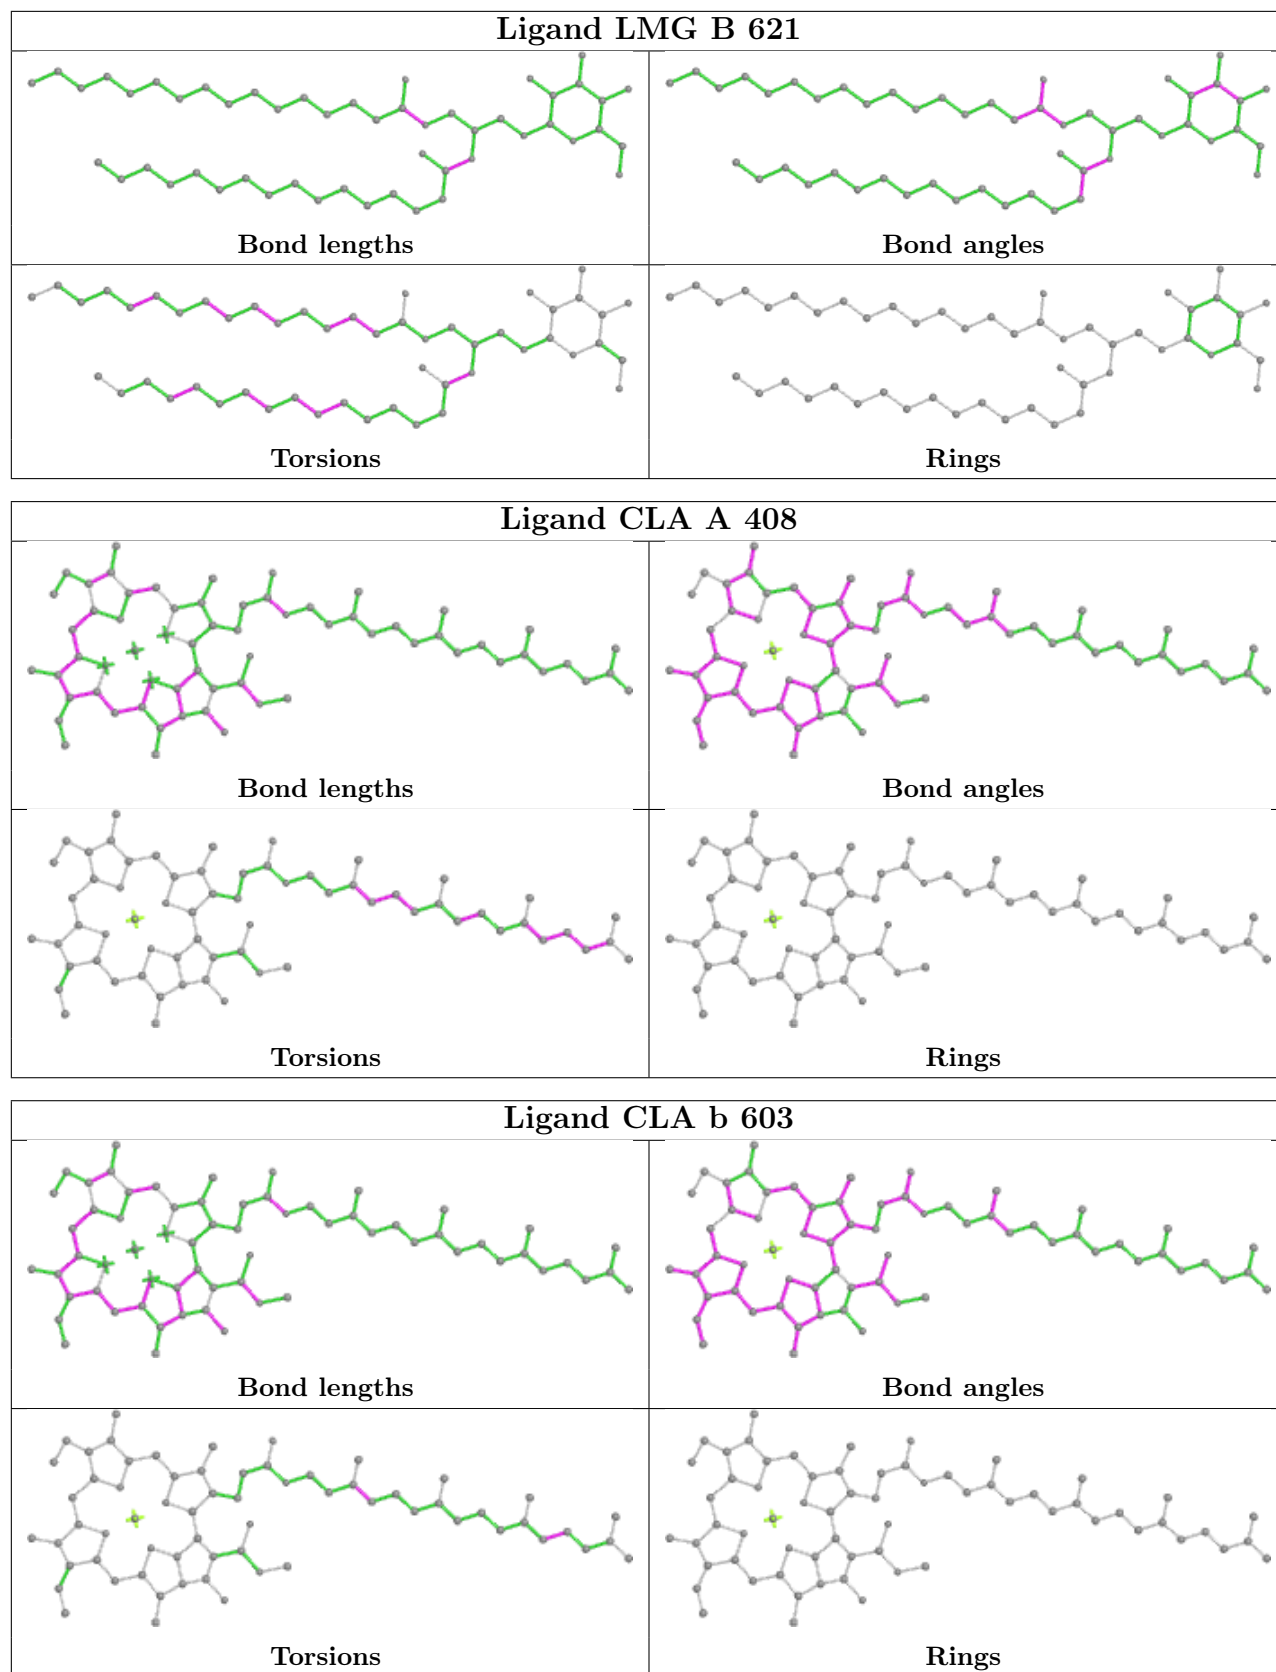 Ligand LMG B 621
Bond lengths
Bond angles
Torsions
Rings
Ligand CLA A 408
Bond lengths
Bond angles
Torsions
Rings
Ligand CLA b 603
Bond lengths
Bond angles
Torsions
Rings